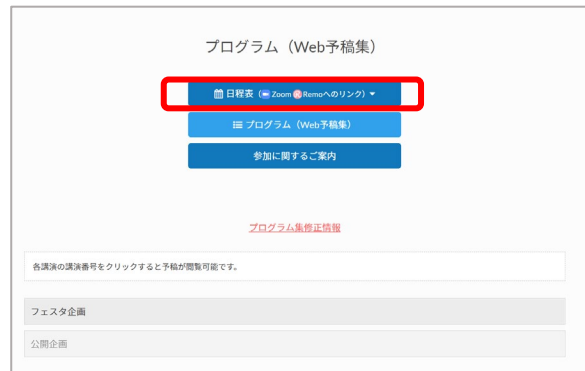 プログラム（Web予稿集）
日程表（Zoom Remoへのリンク）
プログラム（Web予稿集）
参加に関するご案内
プログラム集修正情報
各講演の講演番号をクリックすると予稿が閲覧可能です。
フェスタ企画
公開企画